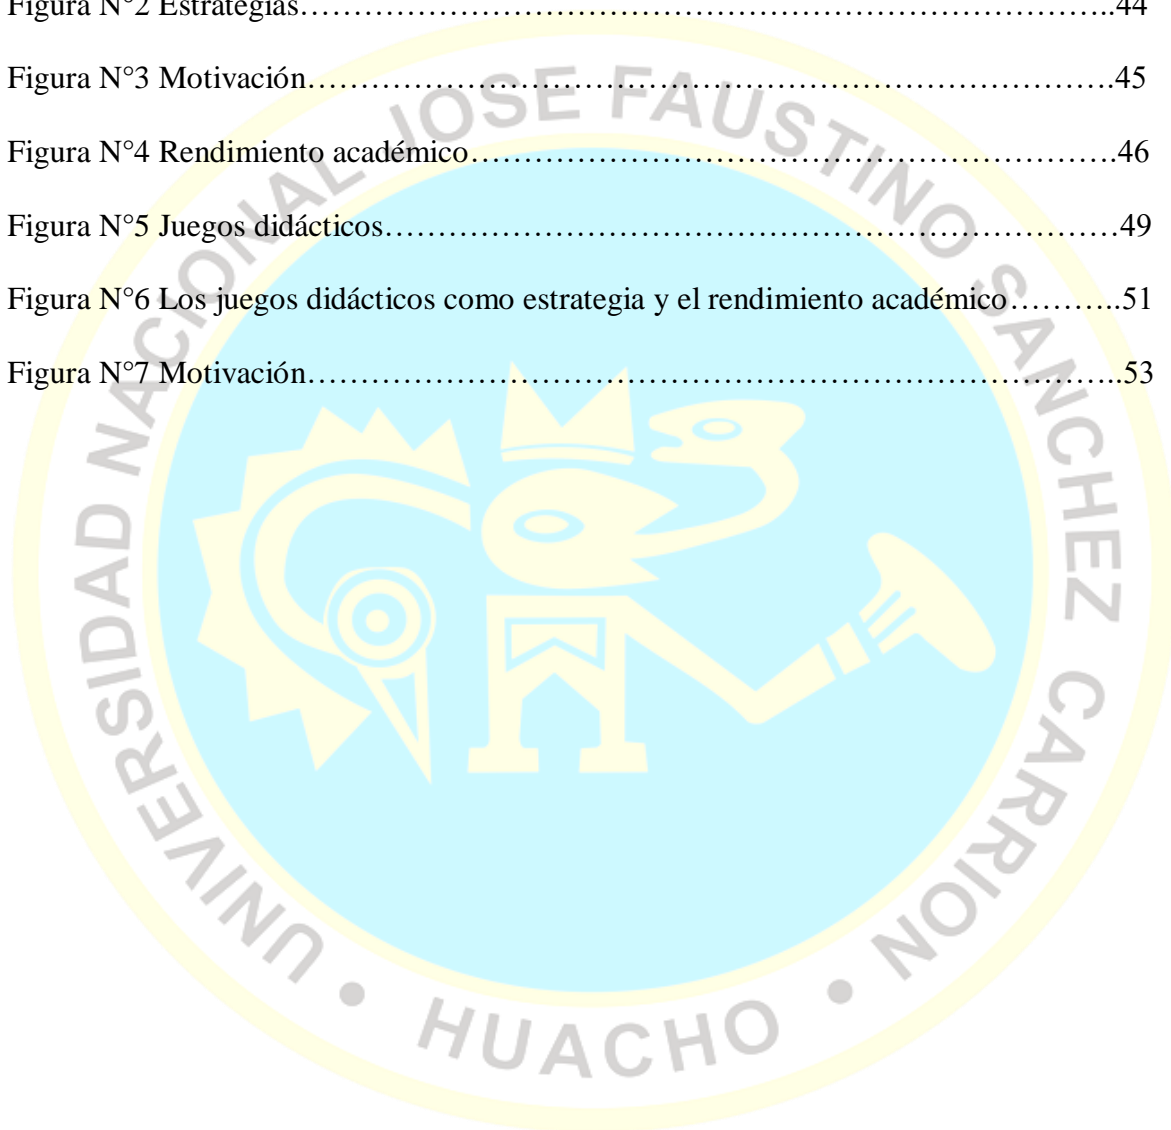 Figura N°2 Estrategias…………………………………………………………………..44
Figura N°3 Motivación………………………………………………………………….45
Figura N°4 Rendimiento académico…………………………………………………….46
Figura N°5 Juegos didácticos……………………………………………………………49
Figura N°6 Los juegos didácticos como estrategia y el rendimiento académico………..51
Figura N°7 Motivación…………………………………………………………………..53
UNIVERSIDAD NACIONAL JOSE FAUSTINO SANCHEZ CARRION • HUACHO •